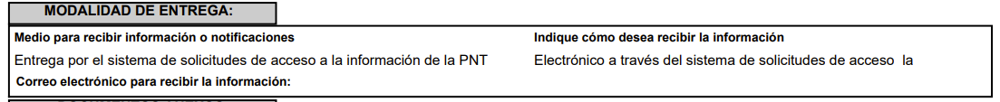 MODALIDAD DE ENTREGA:
Medio para recibir información o notificaciones
Indique cómo desea recibir la información
Entrega por el sistema de solicitudes de acceso a la información de la PNT
Electrónico a través del sistema de solicitudes de acceso la
Correo electrónico para recibir la información: